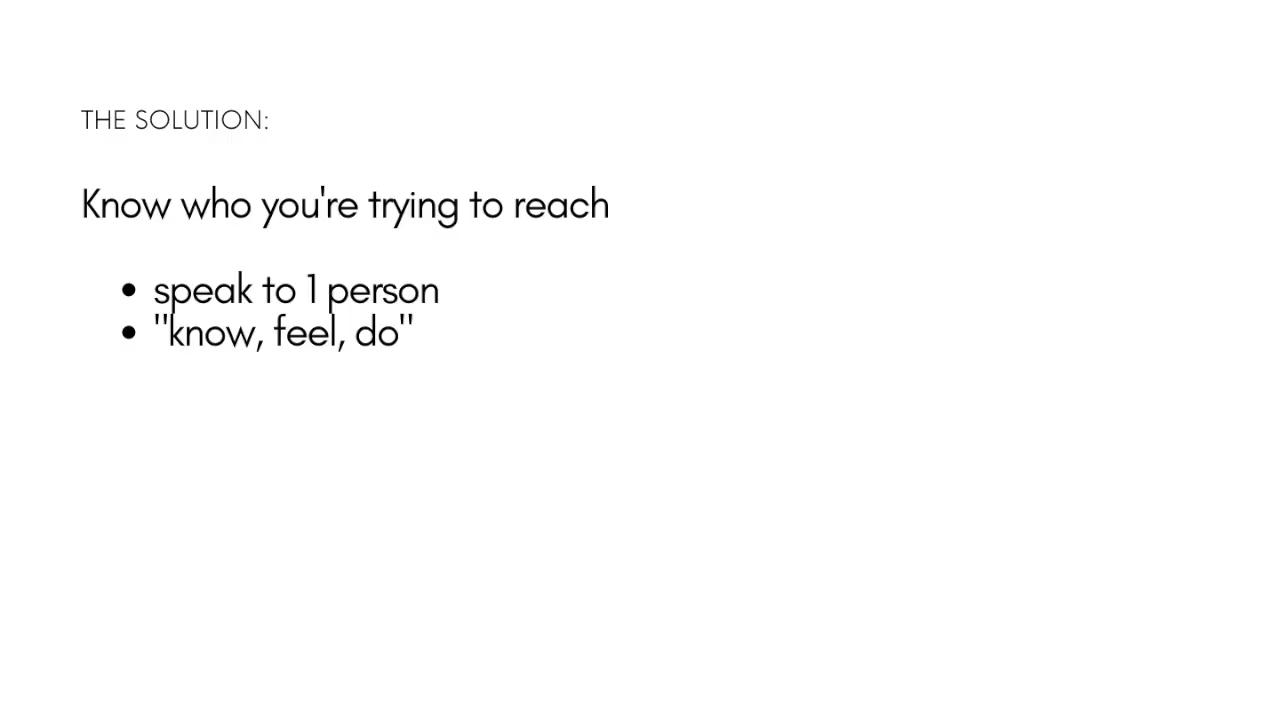 THE SOLUTION:
Know who you're trying to reach
• speak to 1 person
• "know, feel, do"